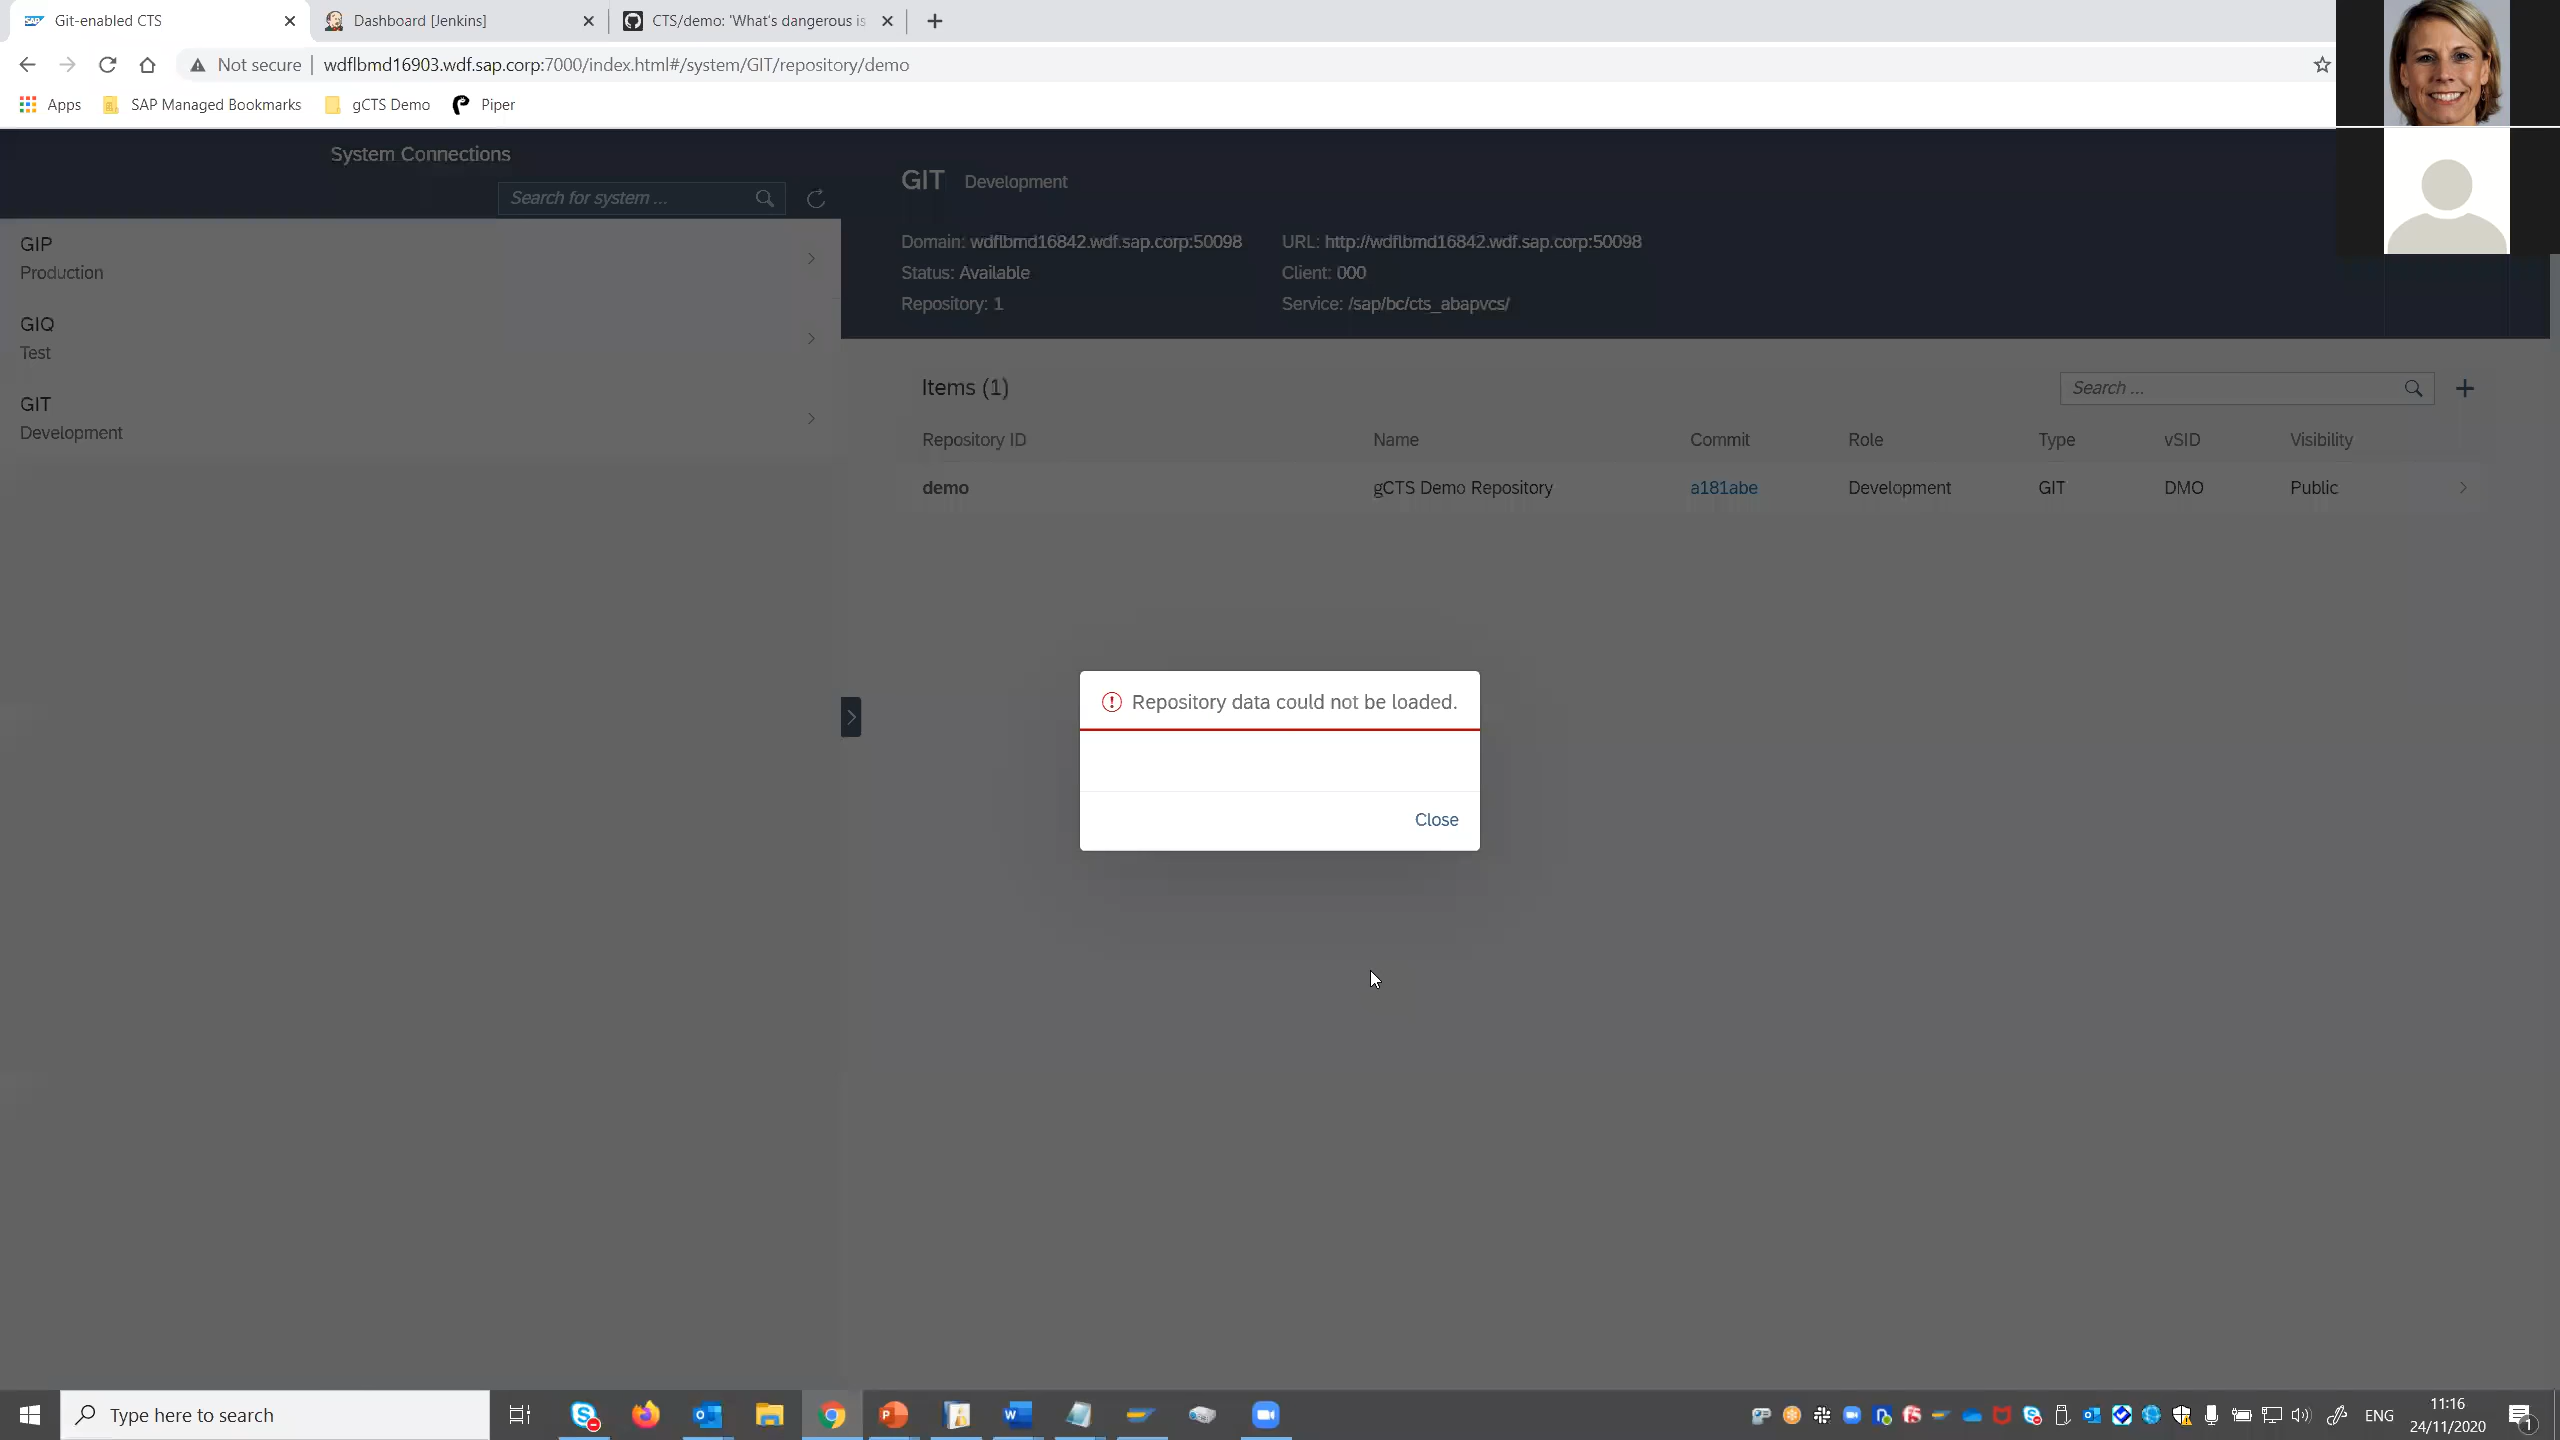 Git-enabled CTS
Dashboard [Jenkins]
CTS/demo: 'What's dangerous is
Not secure
wdflbmd16903.wdf.sap.corp:7000/index.html#/system/GIT/repository/demo
Apps
SAP Managed Bookmarks
gCTS Demo
Piper
System Connections
Search for system ...
GIP
Production
GIQ
Test
GIT
Development
GIT Development
Domain: wdflbmd16842.wdf.sap.corp:50098
URL: http://wdflbmd16842.wdf.sap.corp:50098
Status: Available
Client: 000
Repository: 1
Service: /sap/bc/cts_abapvcs/
Items (1)
Search ...
Repository ID Name Commit Role Type vSID Visibility
demo gCTS Demo Repository a181abe Development GIT DMO Public
Repository data could not be loaded.
Close
Type here to search
ENG
11:16
24/11/2020
1